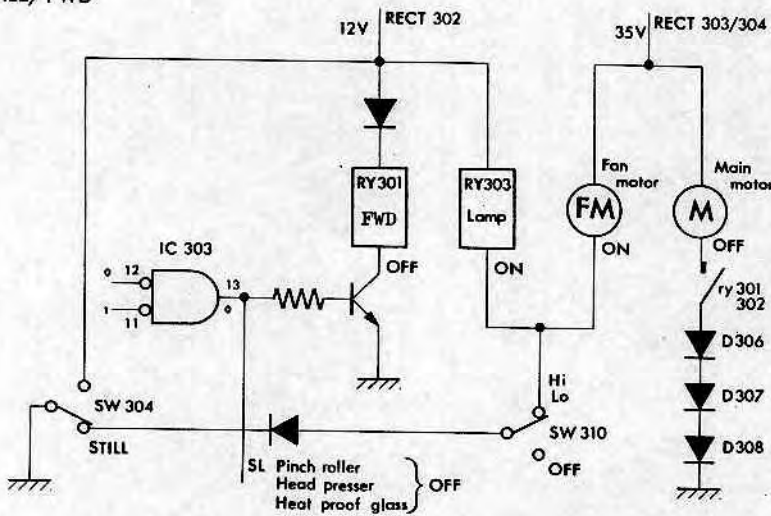 12V RECT 302
35V RECT 303/304
RY301
FWD
OFF
RY303
Lamp
ON
Fan
motor
FM
ON
Main
motor
M
OFF
ry 301
302
IC 303
0 12
1 11
13
0
D306
D307
D308
Hi
Lo
SW 310
OFF
SW 304
STILL
SL Pinch roller
Head presser
Heat proof glass
OFF